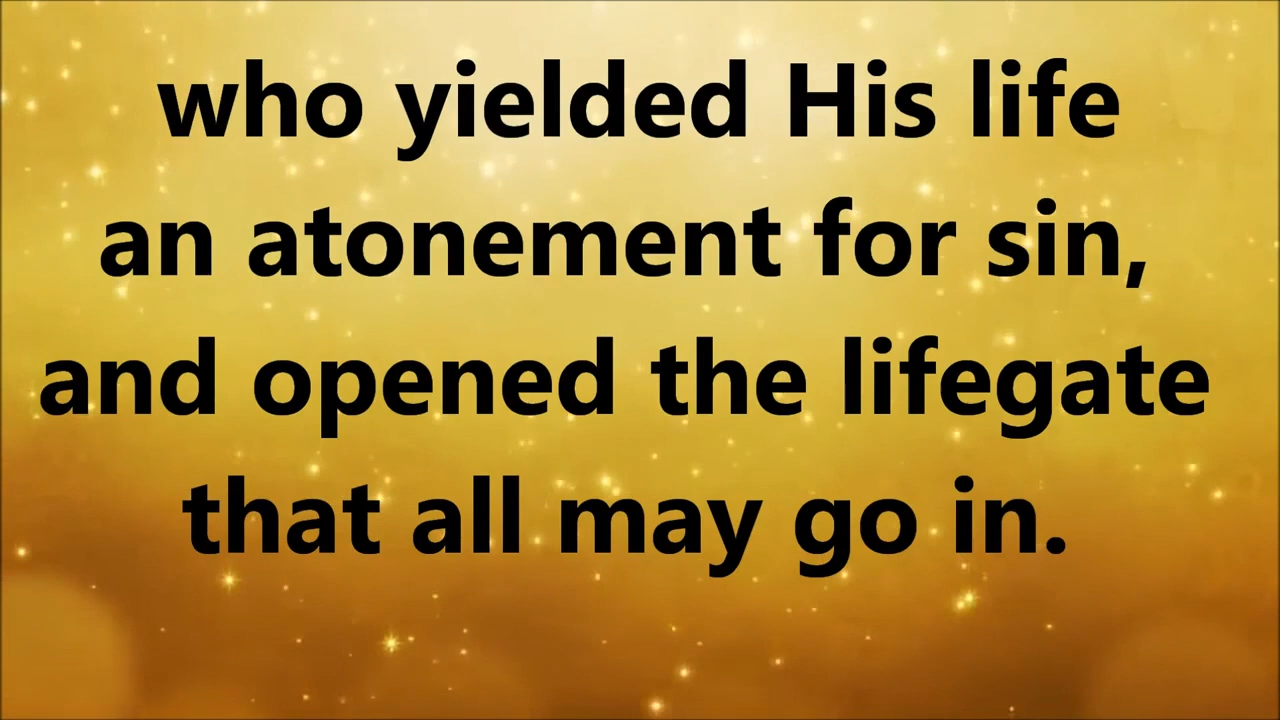 who yielded His life
an atonement for sin,
and opened the lifegate
that all may go in.